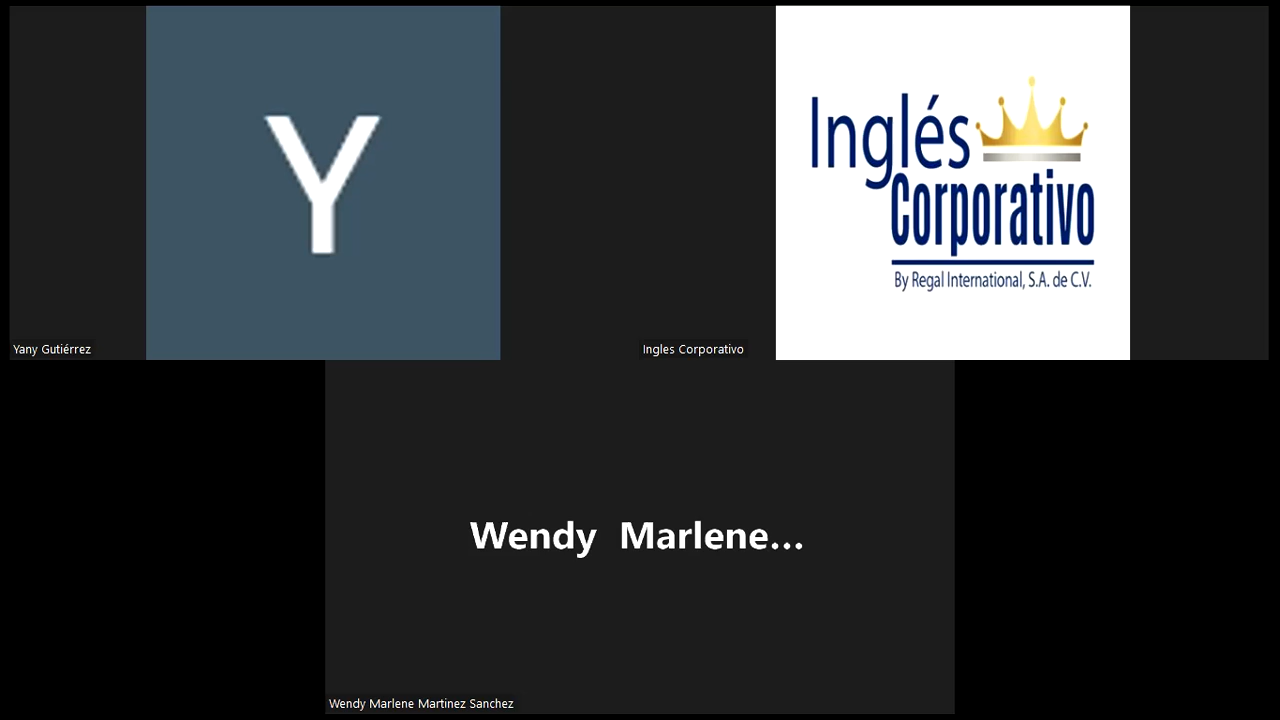 Y
Yany Gutiérrez
Inglés
Corporativo
By Regal International, S.A. de C.V.
Ingles Corporativo
Wendy Marlene...
Wendy Marlene Martinez Sanchez